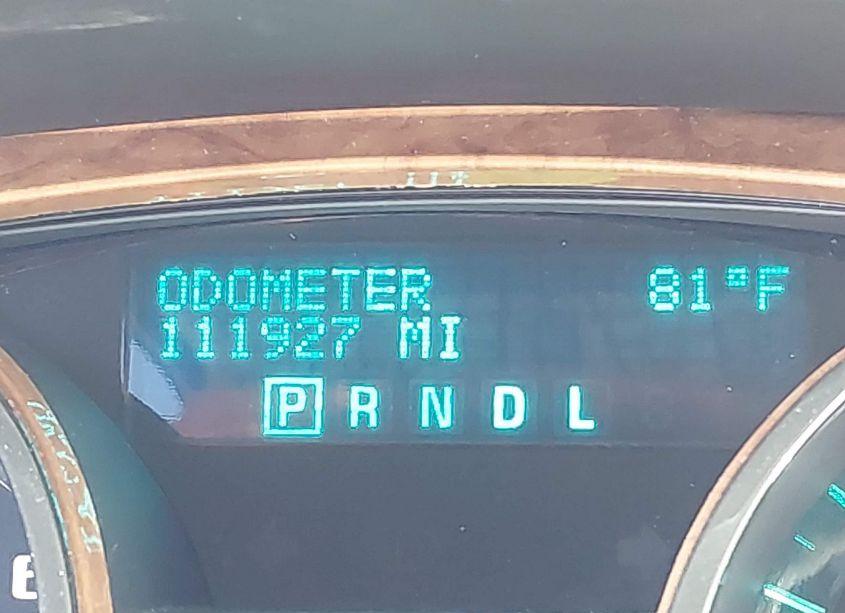 ODOMETER 81°F
111927 MI
P R N D L
E